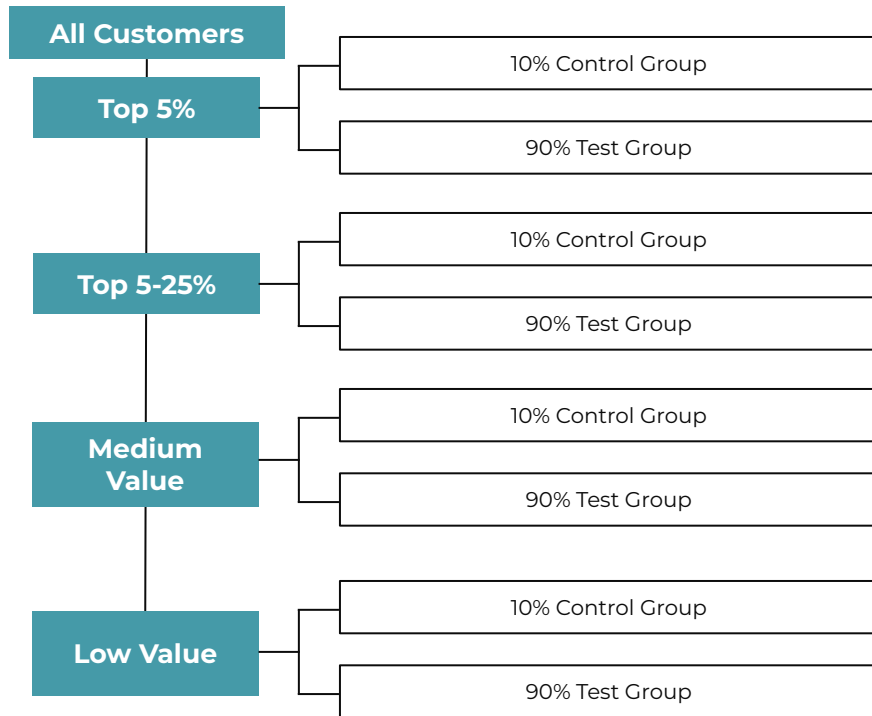 All Customers
Top 5%
10% Control Group
90% Test Group
Top 5-25%
10% Control Group
90% Test Group
Medium
Value
10% Control Group
90% Test Group
Low Value
10% Control Group
90% Test Group